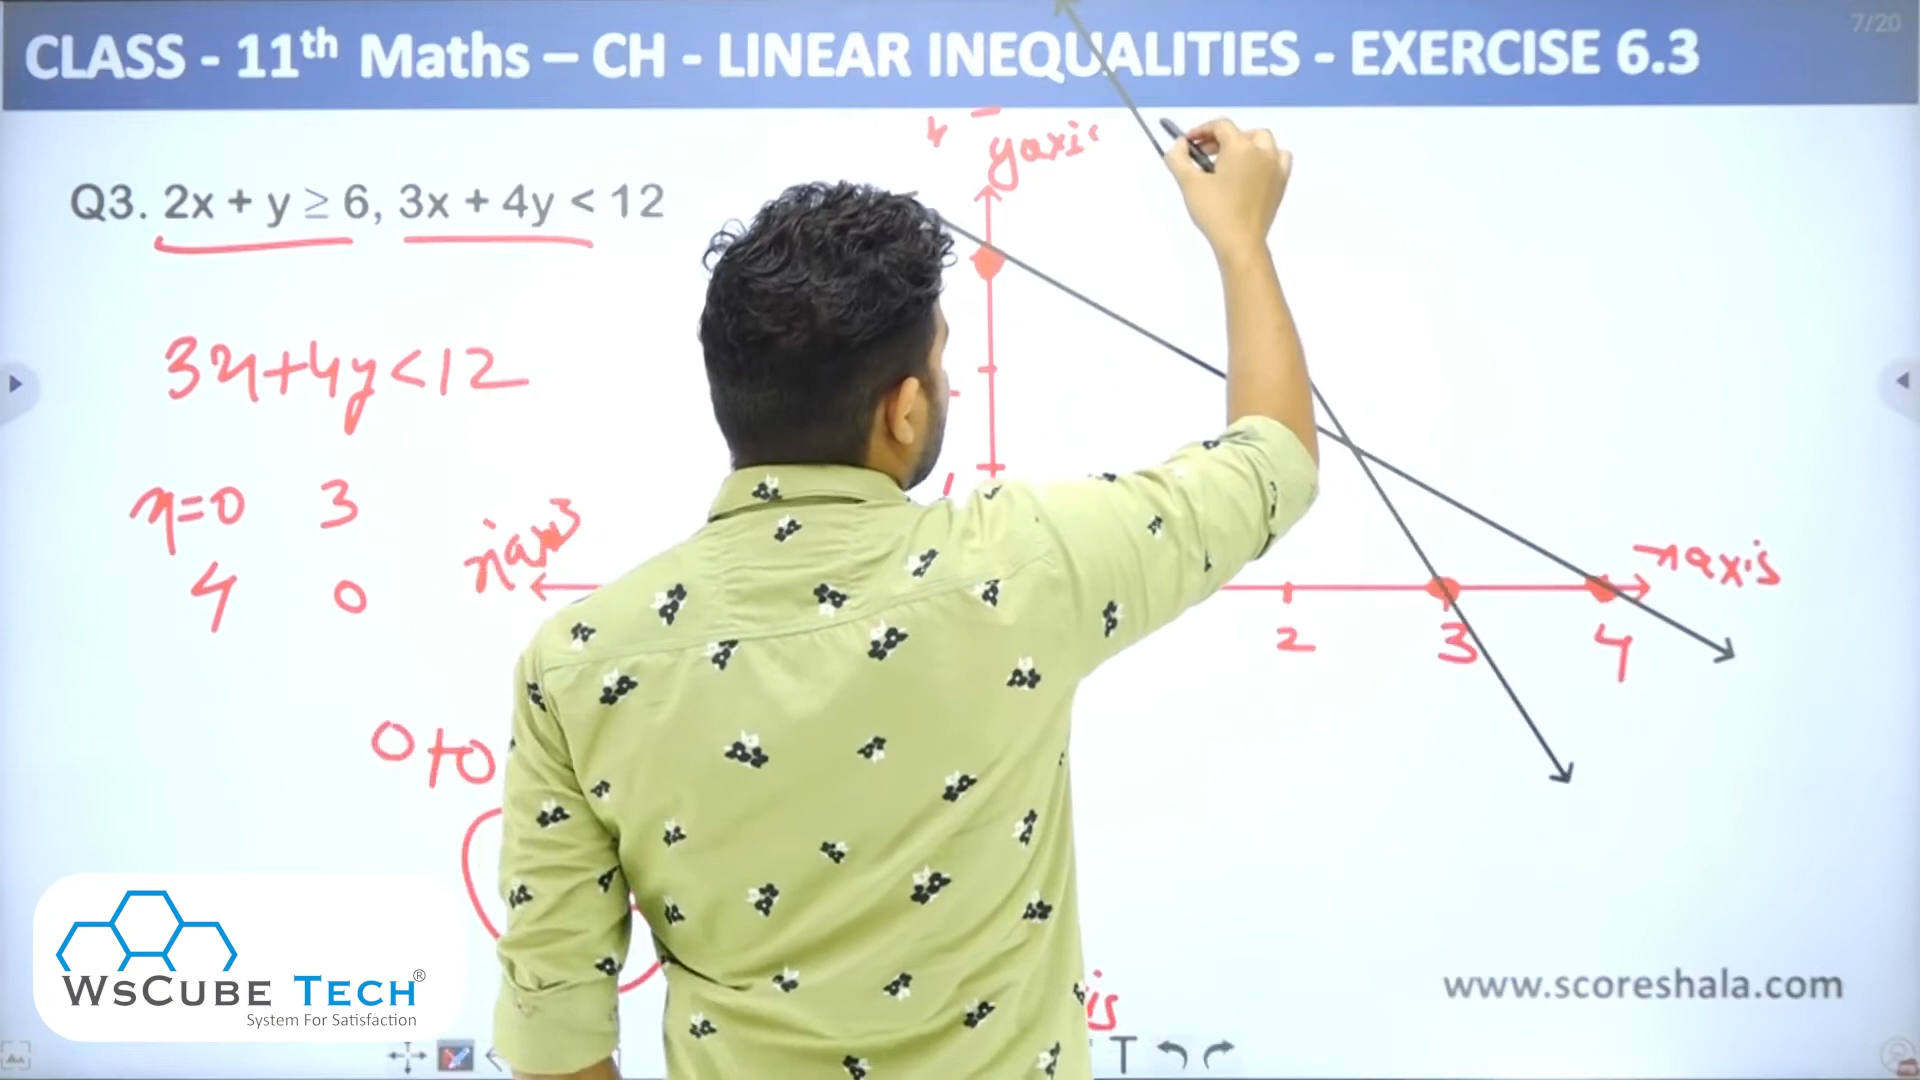 7/20
CLASS - 11th Maths – CH - LINEAR INEQUALITIES - EXERCISE 6.3
Q3. 2x + y ≥ 6, 3x + 4y < 12
y axis
3x+4y<12
x=0 3
4 0
x axis
x axis
2 3 4
0+0
WsCube Tech®
System For Satisfaction
www.scoreshala.com
is
T